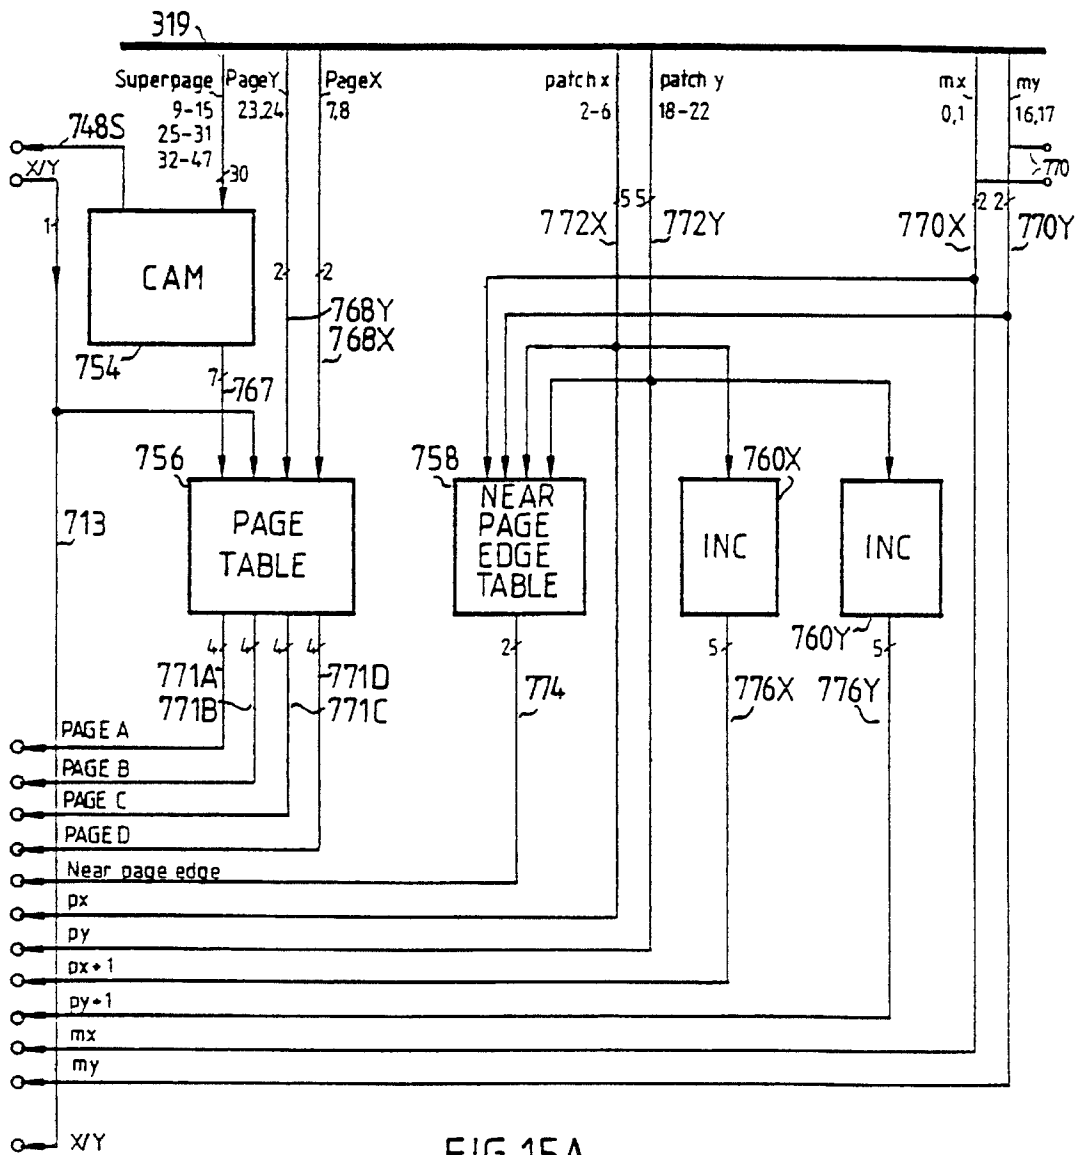 319
Superpage PageY PageX patch x patch y mx my
9-15 23,24 7,8 2-6 18-22 0,1 16,17
25-31
32-47
748S
X/Y
770
30
1
5 5
2 2
772X 772Y 770X 770Y
CAM
2 2
768Y
768X
754
7
767
756 758 760X
713
PAGE
TABLE
NEAR
PAGE
EDGE
TABLE
INC
INC
760Y
4 4 4 4 2 5 5
771A 771D 774 776X 776Y
771B 771C
PAGE A
PAGE B
PAGE C
PAGE D
Near page edge
px
py
px+1
py+1
mx
my
X/Y
FIG.15A